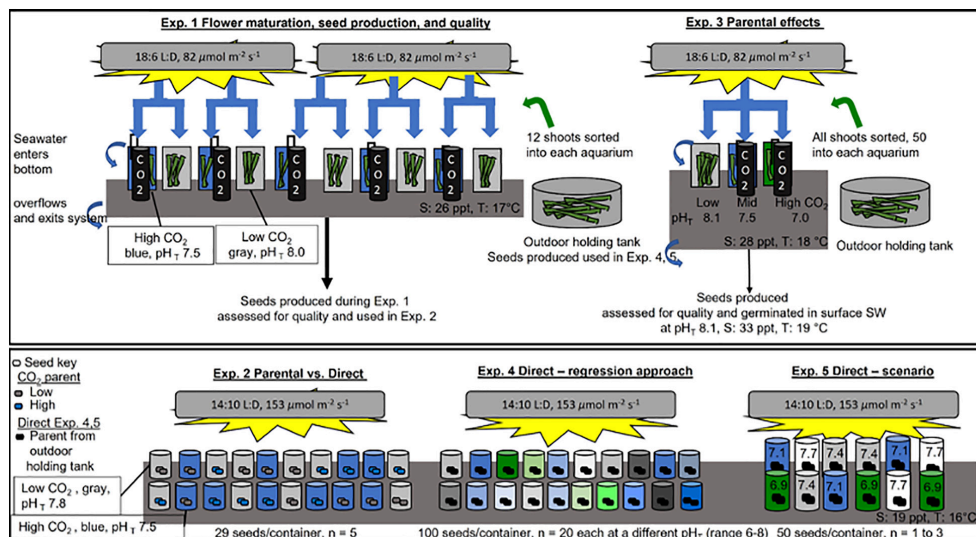 Exp. 1 Flower maturation, seed production, and quality
Exp. 3 Parental effects
18:6 L:D, 82 μmol m⁻² s⁻¹
18:6 L:D, 82 μmol m⁻² s⁻¹
18:6 L:D, 82 μmol m⁻² s⁻¹
Seawater
enters
bottom
overflows
and exits system
CO2
CO2
CO2
CO2
CO2
12 shoots sorted
into each aquarium
S: 26 ppt, T: 17°C
High CO₂
blue, pH_T 7.5
Low CO₂
gray, pH_T 8.0
Outdoor holding tank
Seeds produced used in Exp. 4, 5
Seeds produced during Exp. 1
assessed for quality and used in Exp. 2
CO2
CO2
All shoots sorted, 50
into each aquarium
Low Mid High CO₂
pH_T 8.1 7.5 7.0
S: 28 ppt, T: 18 °C
Outdoor holding tank
Seeds produced
assessed for quality and germinated in surface SW
at pH_T 8.1, S: 33 ppt, T: 19 °C
Seed key
CO₂ parent
Low
High
Direct Exp. 4,5
Parent from
outdoor
holding tank
Low CO₂ , gray,
pH_T 7.8
High CO₂ , blue, pH_T 7.5
Exp. 2 Parental vs. Direct
14:10 L:D, 153 μmol m⁻² s⁻¹
29 seeds/container, n = 5
Exp. 4 Direct – regression approach
14:10 L:D, 153 μmol m⁻² s⁻¹
100 seeds/container, n = 20 each at a different pH_T (range 6-8)
Exp. 5 Direct – scenario
14:10 L:D, 153 μmol m⁻² s⁻¹
7.1 7.7 7.4 7.4 7.1 7.7
6.9 7.4 7.1 6.9 7.7 6.9
S: 19 ppt, T: 16°C
50 seeds/container, n = 1 to 3